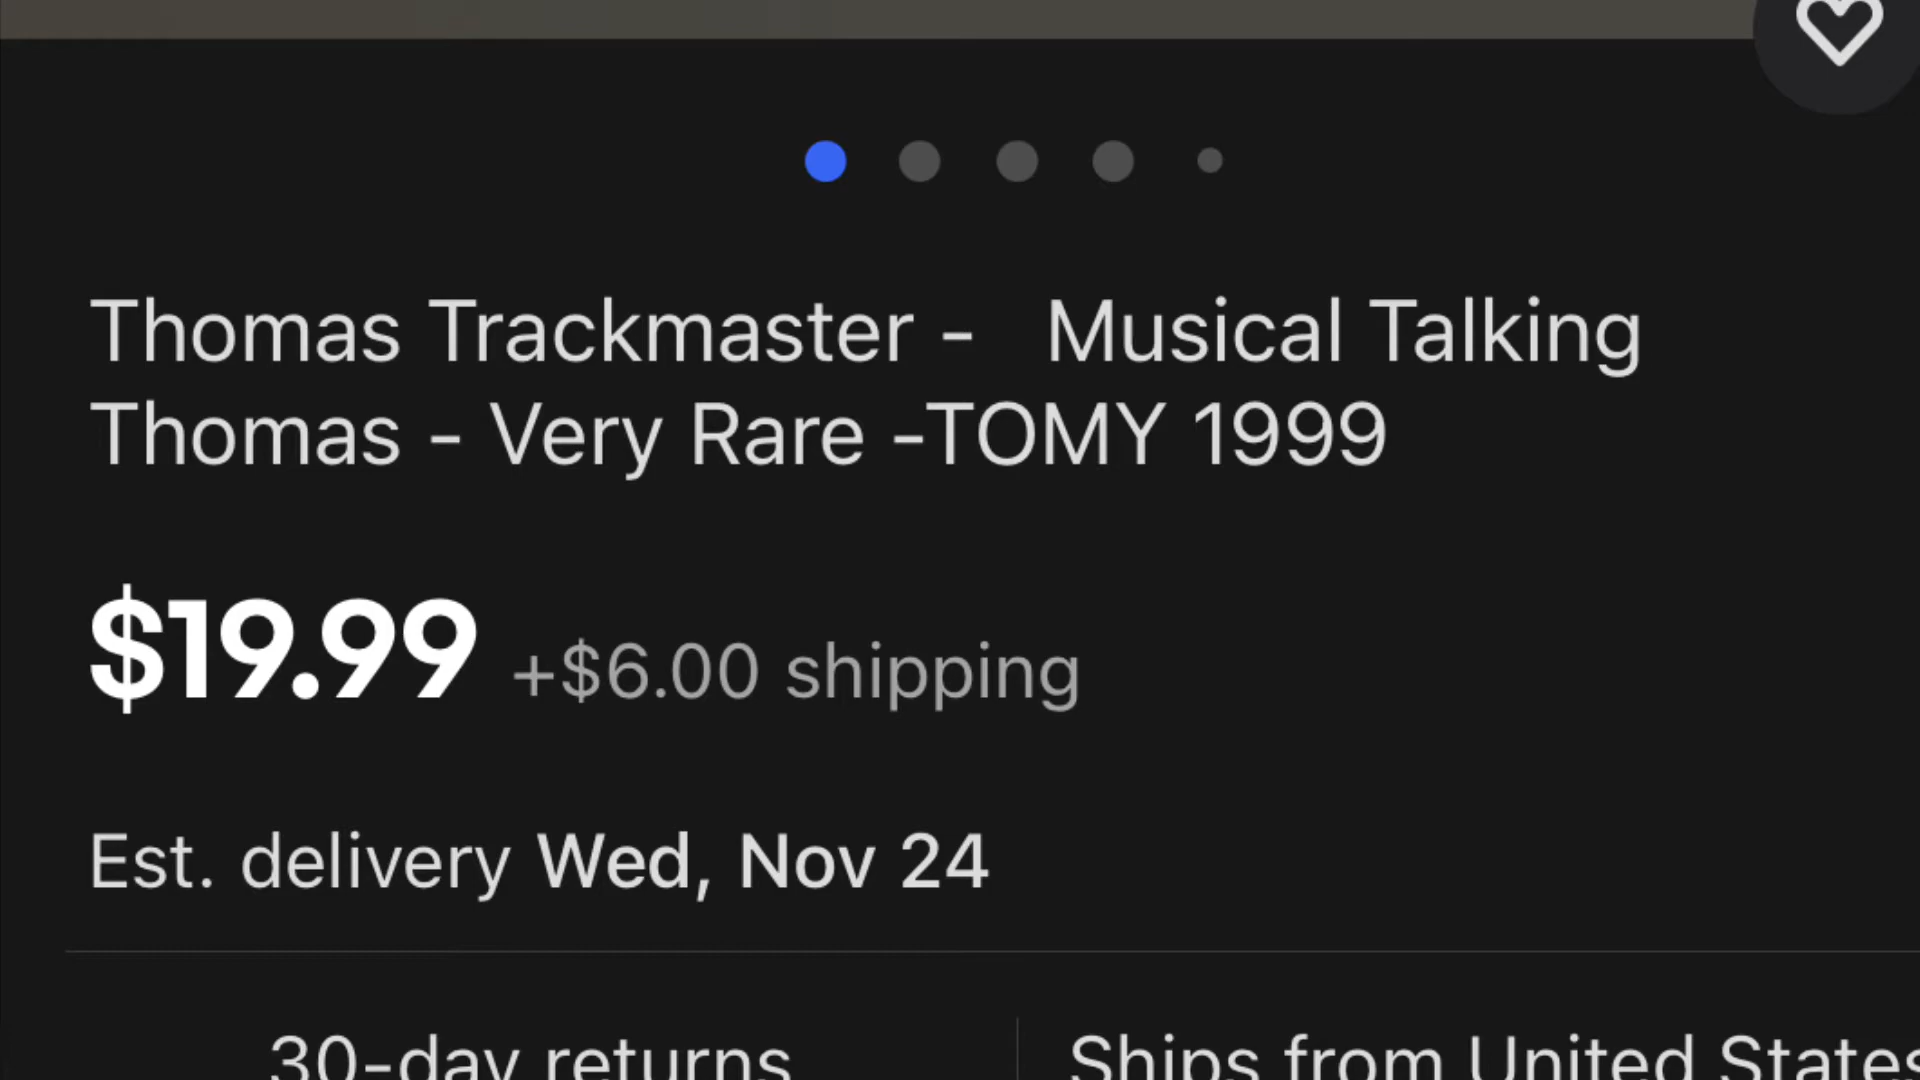 Thomas Trackmaster -   Musical Talking
Thomas - Very Rare -TOMY 1999
$19.99 +$6.00 shipping
Est. delivery Wed, Nov 24
30-day returns
Ships from United States